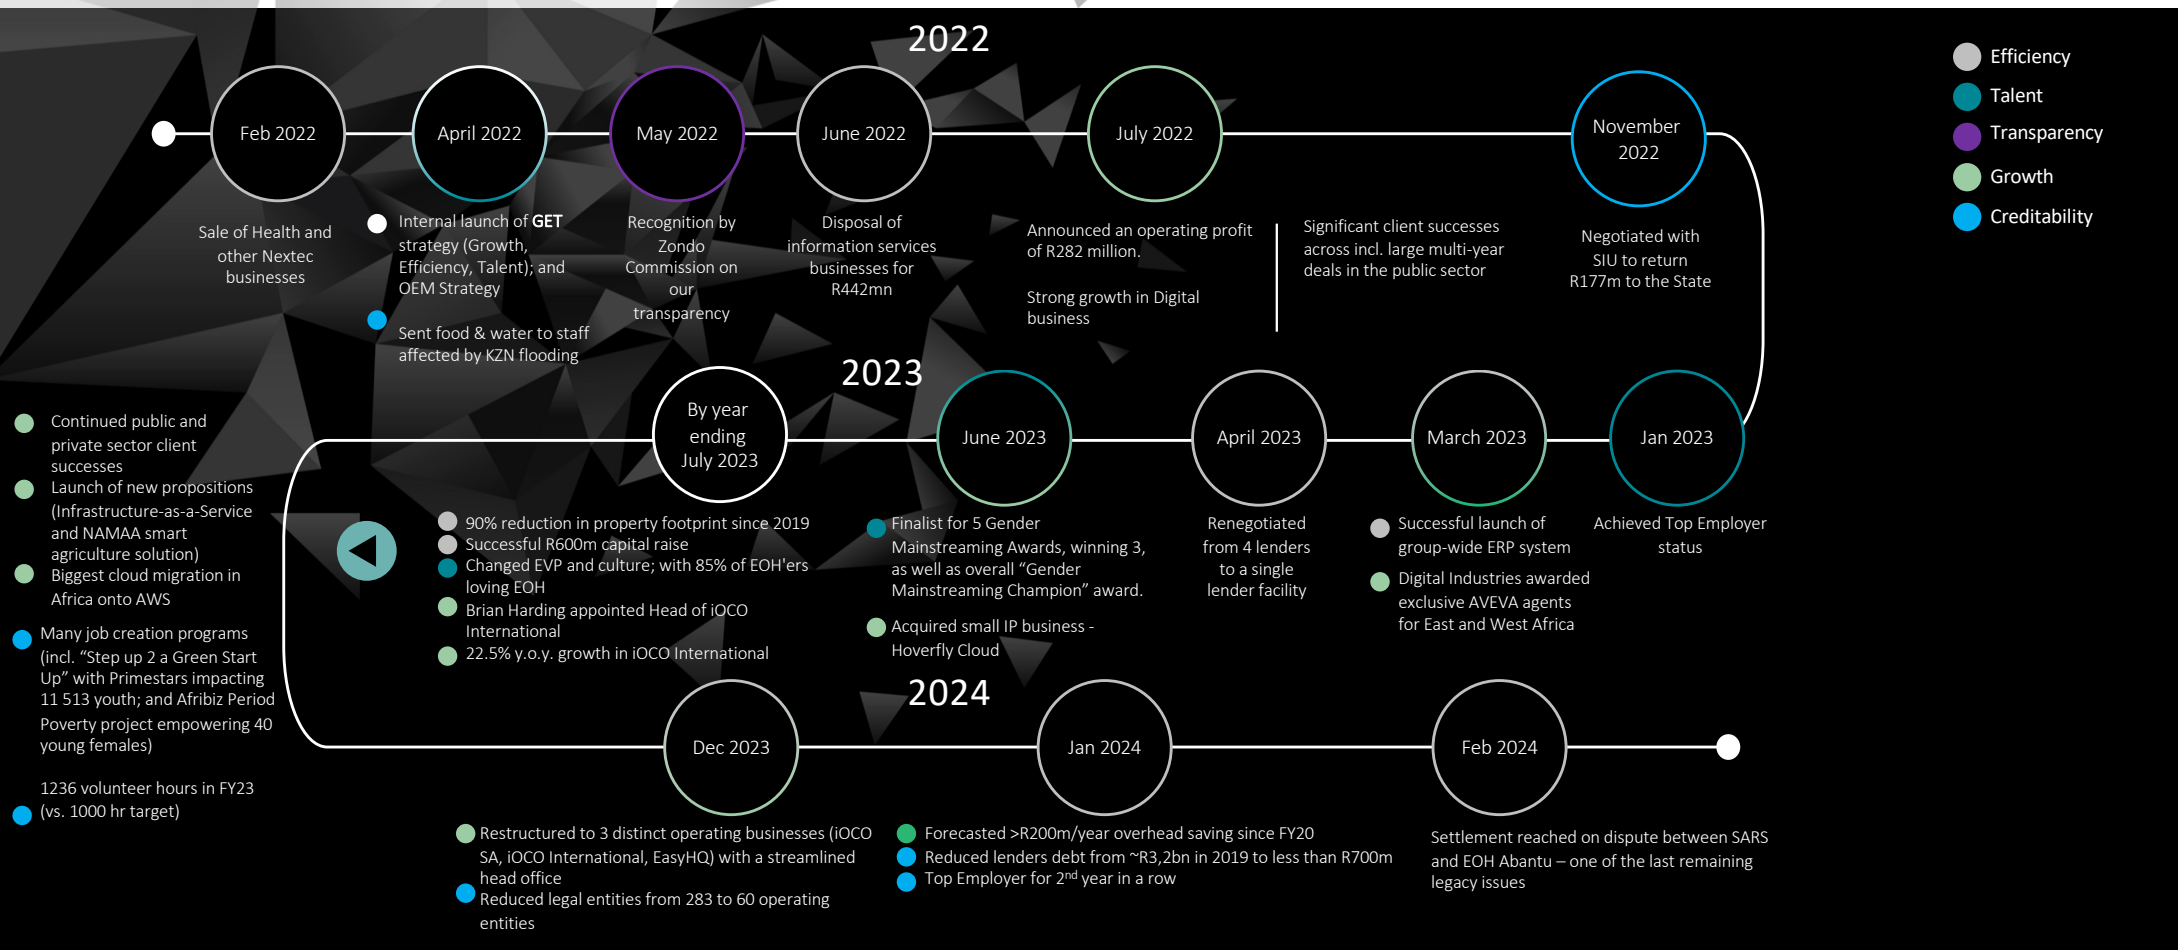 2022
Efficiency
Talent
Transparency
Growth
Creditability
Feb 2022
Sale of Health and
other Nextec
businesses
April 2022
Internal launch of GET
strategy (Growth,
Efficiency, Talent); and
OEM Strategy
Sent food & water to staff
affected by KZN flooding
May 2022
Recognition by
Zondo
Commission on
our
transparency
June 2022
Disposal of
information services
businesses for
R442mn
July 2022
Announced an operating profit
of R282 million.
Strong growth in Digital
business
Significant client successes
across incl. large multi-year
deals in the public sector
November
2022
Negotiated with
SIU to return
R177m to the State
2023
Jan 2023
Achieved Top Employer
status
March 2023
Successful launch of
group-wide ERP system
Digital Industries awarded
exclusive AVEVA agents
for East and West Africa
April 2023
Renegotiated
from 4 lenders
to a single
lender facility
June 2023
Finalist for 5 Gender
Mainstreaming Awards, winning 3,
as well as overall “Gender
Mainstreaming Champion” award.
Acquired small IP business -
Hoverfly Cloud
By year
ending
July 2023
90% reduction in property footprint since 2019
Successful R600m capital raise
Changed EVP and culture; with 85% of EOH'ers
loving EOH
Brian Harding appointed Head of iOCO
International
22.5% y.o.y. growth in iOCO International
Continued public and
private sector client
successes
Launch of new propositions
(Infrastructure-as-a-Service
and NAMAA smart
agriculture solution)
Biggest cloud migration in
Africa onto AWS
Many job creation programs
(incl. “Step up 2 a Green Start
Up” with Primestars impacting
11 513 youth; and Afribiz Period
Poverty project empowering 40
young females)
1236 volunteer hours in FY23
(vs. 1000 hr target)
2024
Dec 2023
Restructured to 3 distinct operating businesses (iOCO
SA, iOCO International, EasyHQ) with a streamlined
head office
Reduced legal entities from 283 to 60 operating
entities
Jan 2024
Forecasted >R200m/year overhead saving since FY20
Reduced lenders debt from ~R3,2bn in 2019 to less than R700m
Top Employer for 2nd year in a row
Feb 2024
Settlement reached on dispute between SARS
and EOH Abantu – one of the last remaining
legacy issues